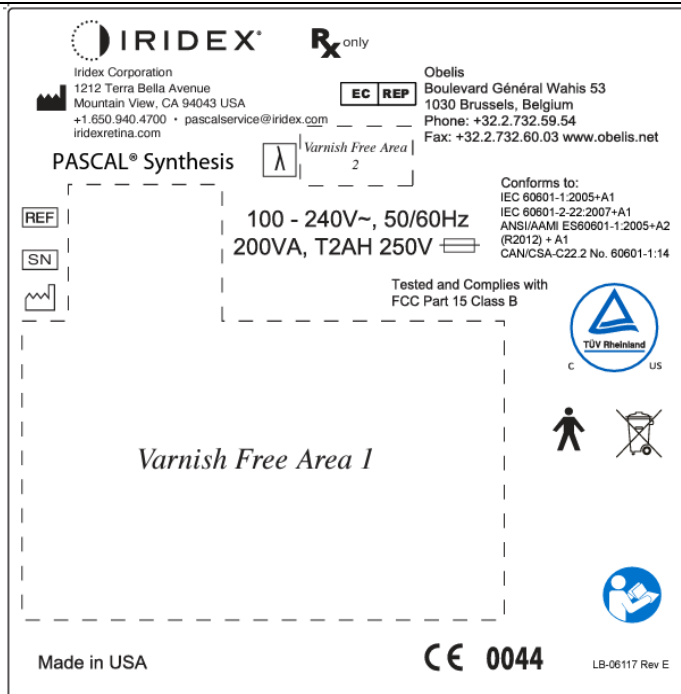 IRIDEX®
Rx only
Iridex Corporation
1212 Terra Bella Avenue
Mountain View, CA 94043 USA
+1.650.940.4700 • pascalservice@iridex.com
iridexretina.com
EC REP
Obelis
Boulevard Général Wahis 53
1030 Brussels, Belgium
Phone: +32.2.732.59.54
Fax: +32.2.732.60.03 www.obelis.net
PASCAL® Synthesis
λ
Varnish Free Area
2
Conforms to:
IEC 60601-1:2005+A1
IEC 60601-2-22:2007+A1
ANSI/AAMI ES60601-1:2005+A2
(R2012) + A1
CAN/CSA-C22.2 No. 60601-1:14
REF
SN
100 - 240V~, 50/60Hz
200VA, T2AH 250V
Tested and Complies with
FCC Part 15 Class B
TÜV Rheinland
C US
Varnish Free Area 1
Made in USA
CE 0044
LB-06117 Rev E